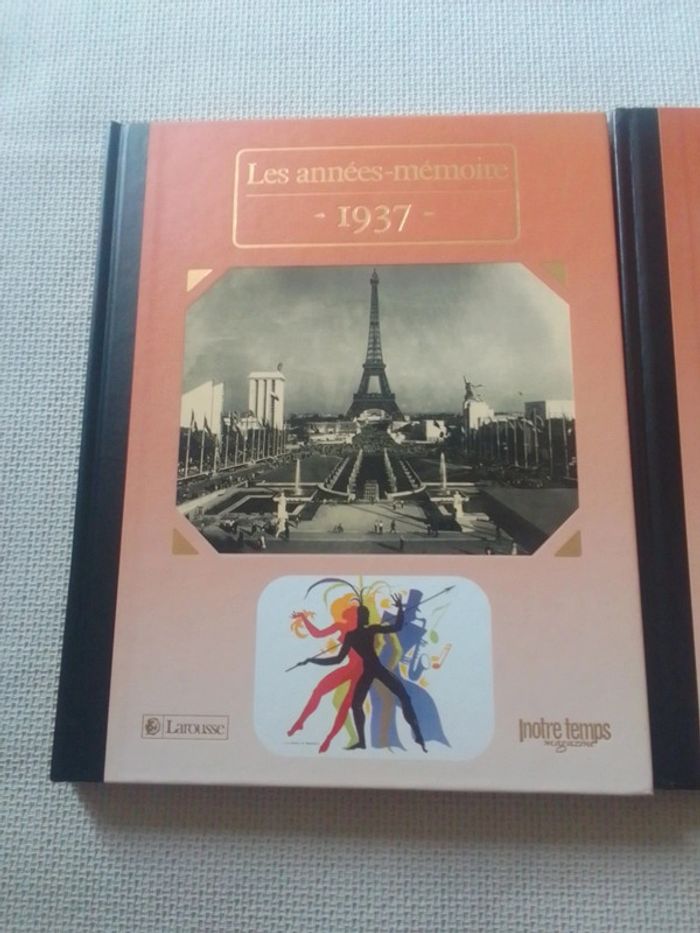 Les années-mémoire
- 1937 -
Larousse
notre temps
magazine